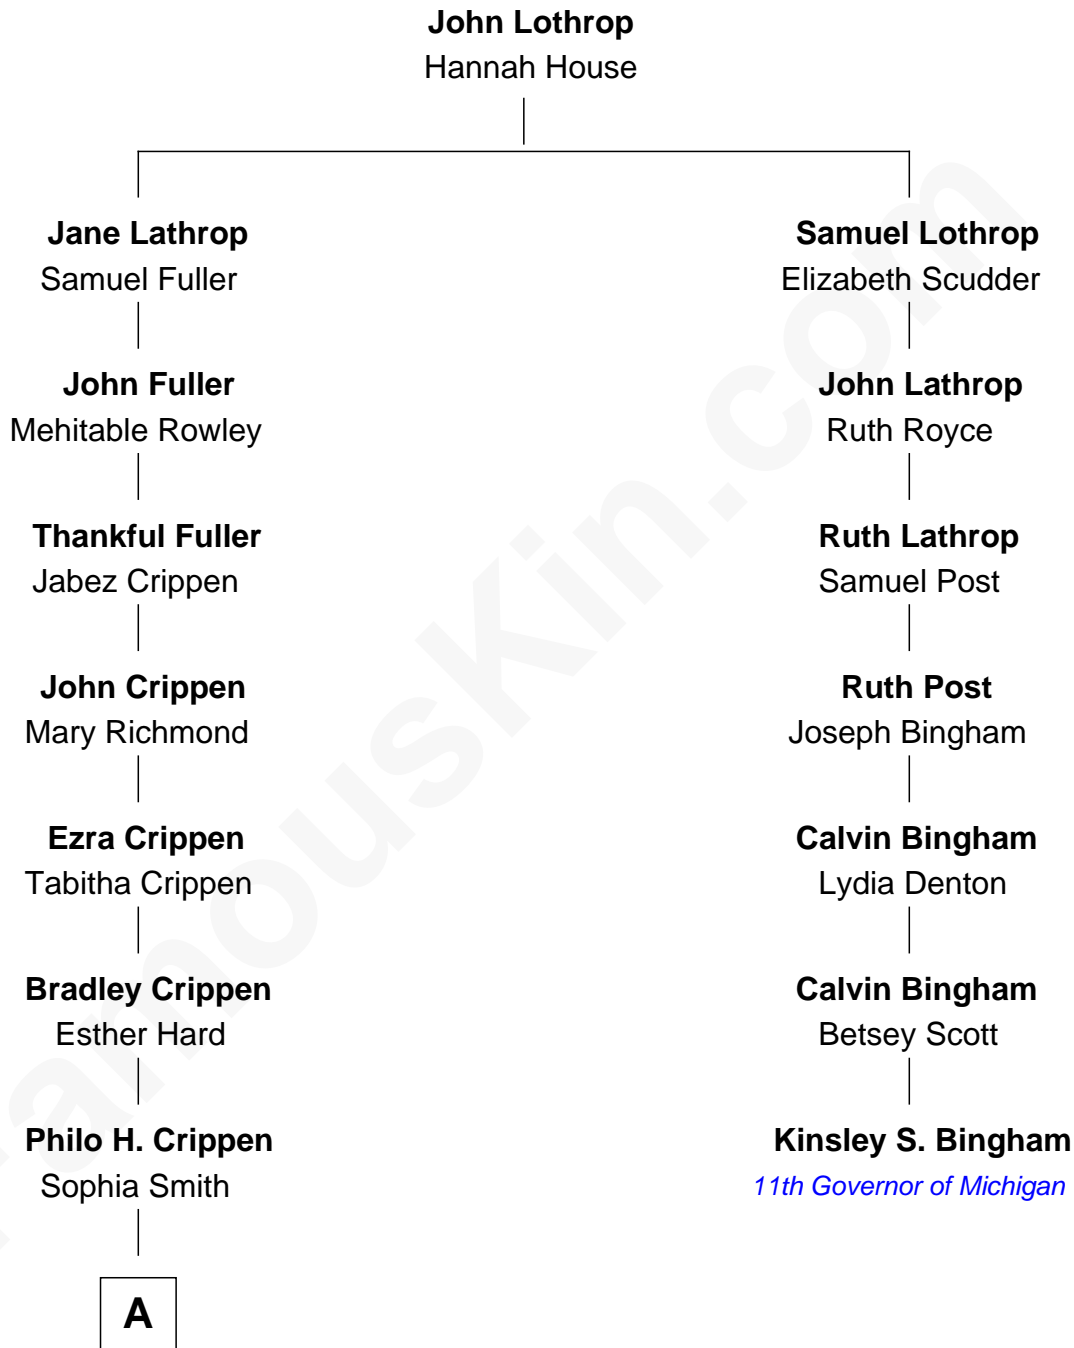 John Lothrop
Hannah House
Jane Lathrop
Samuel Fuller
John Fuller
Mehitable Rowley
Thankful Fuller
Jabez Crippen
John Crippen
Mary Richmond
Ezra Crippen
Tabitha Crippen
Bradley Crippen
Esther Hard
Philo H. Crippen
Sophia Smith
A
Samuel Lothrop
Elizabeth Scudder
John Lathrop
Ruth Royce
Ruth Lathrop
Samuel Post
Ruth Post
Joseph Bingham
Calvin Bingham
Lydia Denton
Calvin Bingham
Betsey Scott
Kinsley S. Bingham
11th Governor of Michigan
FamousKin.com